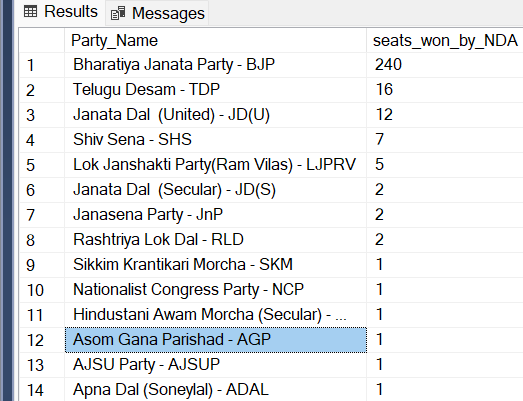 Results Messages
Party_Name seats_won_by_NDA
1 Bharatiya Janata Party - BJP 240
2 Telugu Desam - TDP 16
3 Janata Dal  (United) - JD(U) 12
4 Shiv Sena - SHS 7
5 Lok Janshakti Party(Ram Vilas) - LJPRV 5
6 Janata Dal  (Secular) - JD(S) 2
7 Janasena Party - JnP 2
8 Rashtriya Lok Dal - RLD 2
9 Sikkim Krantikari Morcha - SKM 1
10 Nationalist Congress Party - NCP 1
11 Hindustani Awam Morcha (Secular) - ... 1
12 Asom Gana Parishad - AGP 1
13 AJSU Party - AJSUP 1
14 Apna Dal (Soneylal) - ADAL 1